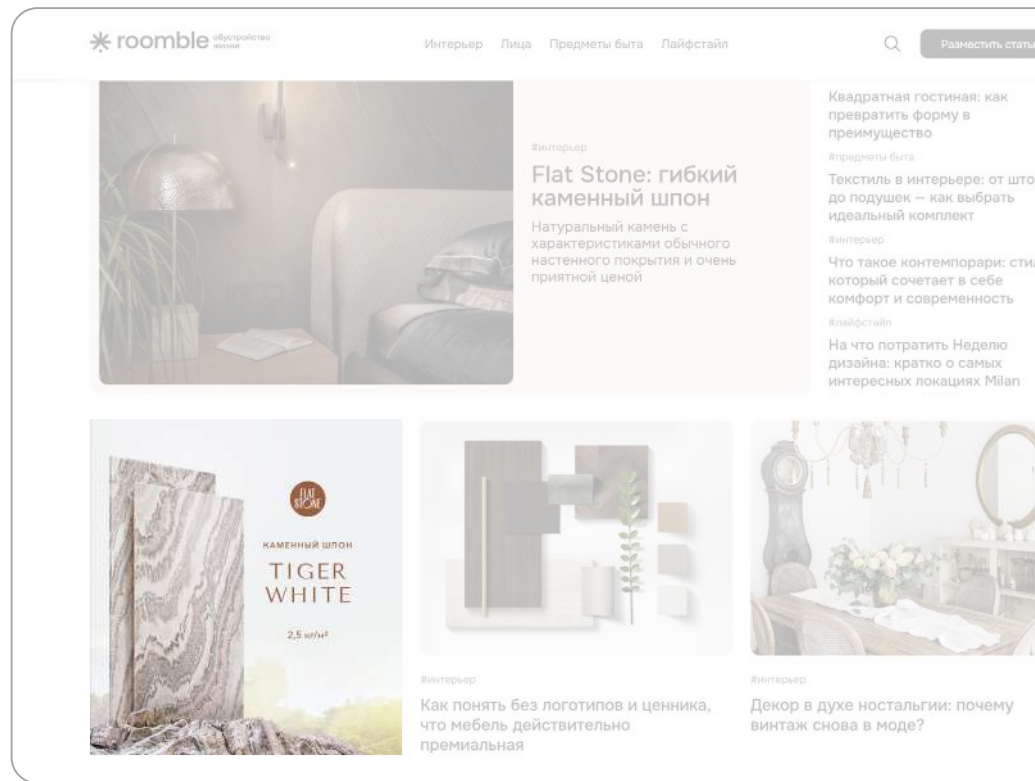 roomble
обустройство
жизни
Интерьер
Лица
Предметы быта
Лайфстайл
Разместить стать
#интерьер
Flat Stone: гибкий
каменный шпон
Натуральный камень с
характеристиками обычного
настенного покрытия и очень
приятной ценой
Квадратная гостиная: как
превратить форму в
преимущество
#предметы быта
Текстиль в интерьере: от што
до подушек — как выбрать
идеальный комплект
#интерьер
Что такое контемпорари: стил
который сочетает в себе
комфорт и современность
#лайфстайл
На что потратить Неделю
дизайна: кратко о самых
интересных локациях Milan
FLAT
STONE
КАМЕННЫЙ ШПОН
TIGER
WHITE
2,5 кг/м²
#интерьер
Как понять без логотипов и ценника,
что мебель действительно
премиальная
#интерьер
Декор в духе ностальгии: почему
винтаж снова в моде?